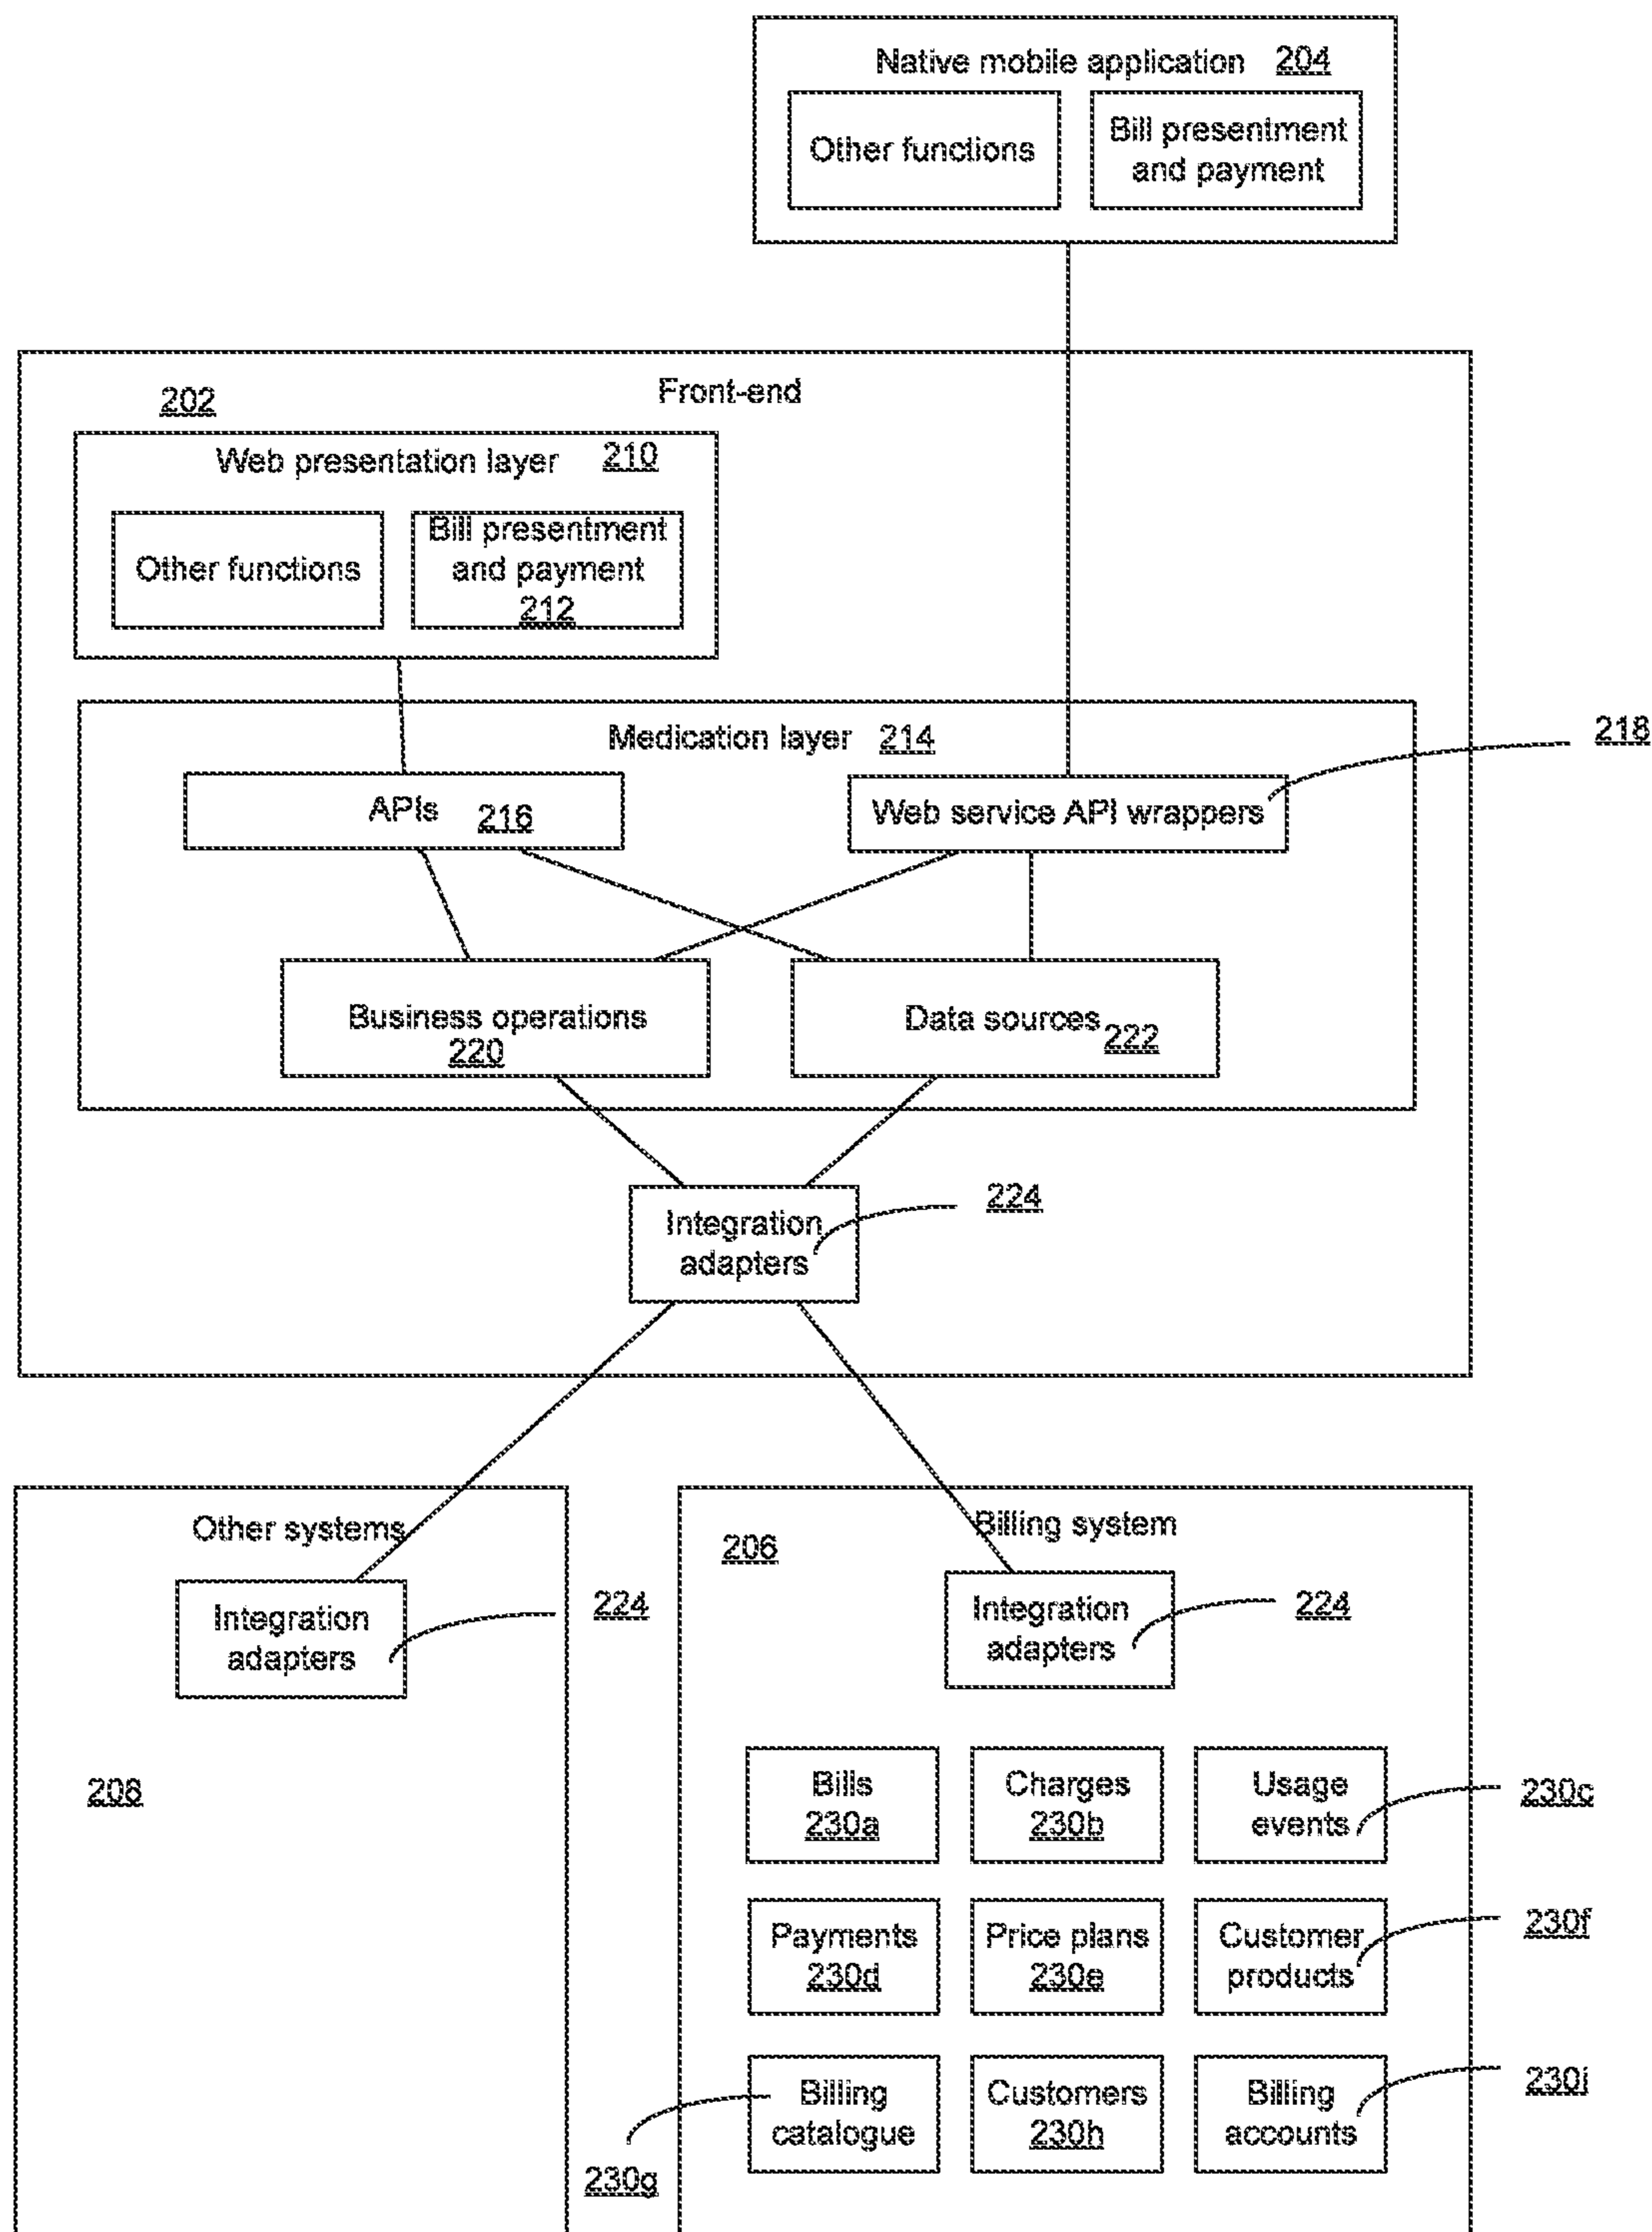 Native mobile application 204
Other functions
Bill presentment
and payment
Front-end
202
Web presentation layer 210
Other functions
Bill presentment
and payment
212
Medication layer 214
218
APIs 216
Web service API wrappers
Business operations
220
Data sources 222
224
Integration
adapters
Other systems
Billing system
206
Integration
adapters
224
Integration
adapters
224
208
Bills
230a
Charges
230b
Usage
events
230c
Payments
230d
Price plans
230e
Customer
products
230f
Billing
catalogue
230g
Customers
230h
Billing
accounts
230i